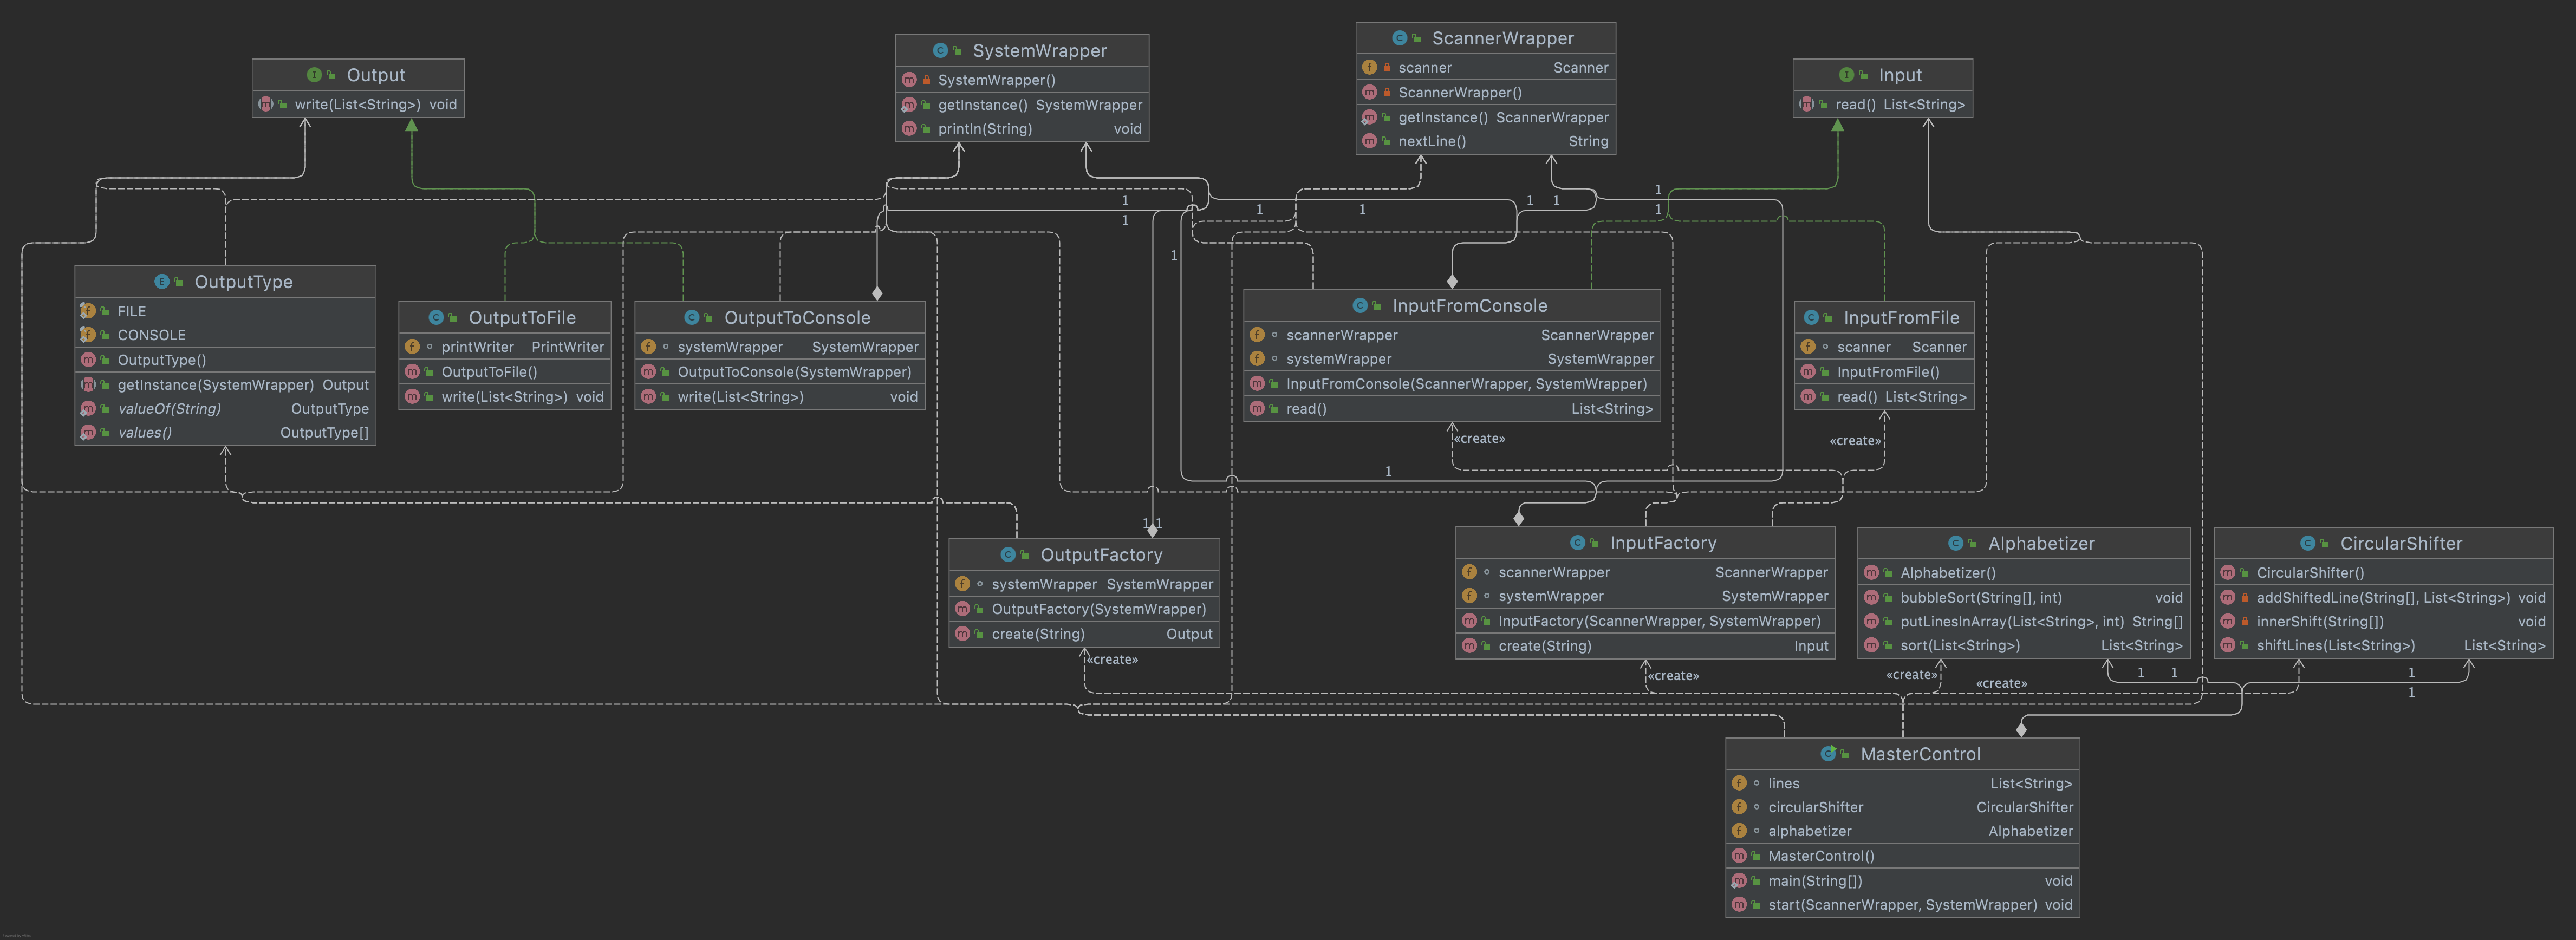 Output
write(List<String>) void
SystemWrapper
SystemWrapper()
getInstance() SystemWrapper
println(String) void
ScannerWrapper
scanner Scanner
ScannerWrapper()
getInstance() ScannerWrapper
nextLine() String
Input
read() List<String>
1
1
1
1
1
1
1
1
1
OutputType
FILE
CONSOLE
OutputType()
getInstance(SystemWrapper) Output
valueOf(String) OutputType
values() OutputType[]
OutputToFile
printWriter PrintWriter
OutputToFile()
write(List<String>) void
OutputToConsole
systemWrapper SystemWrapper
OutputToConsole(SystemWrapper)
write(List<String>) void
InputFromConsole
scannerWrapper ScannerWrapper
systemWrapper SystemWrapper
InputFromConsole(ScannerWrapper, SystemWrapper)
read() List<String>
InputFromFile
scanner Scanner
InputFromFile()
read() List<String>
«create»
«create»
1
1 1
OutputFactory
systemWrapper SystemWrapper
OutputFactory(SystemWrapper)
create(String) Output
InputFactory
scannerWrapper ScannerWrapper
systemWrapper SystemWrapper
InputFactory(ScannerWrapper, SystemWrapper)
create(String) Input
Alphabetizer
Alphabetizer()
bubbleSort(String[], int) void
putLinesInArray(List<String>, int) String[]
sort(List<String>) List<String>
CircularShifter
CircularShifter()
addShiftedLine(String[], List<String>) void
innerShift(String[]) void
shiftLines(List<String>) List<String>
«create»
«create»
«create»
«create»
1
1
1
1
MasterControl
lines List<String>
circularShifter CircularShifter
alphabetizer Alphabetizer
MasterControl()
main(String[]) void
start(ScannerWrapper, SystemWrapper) void